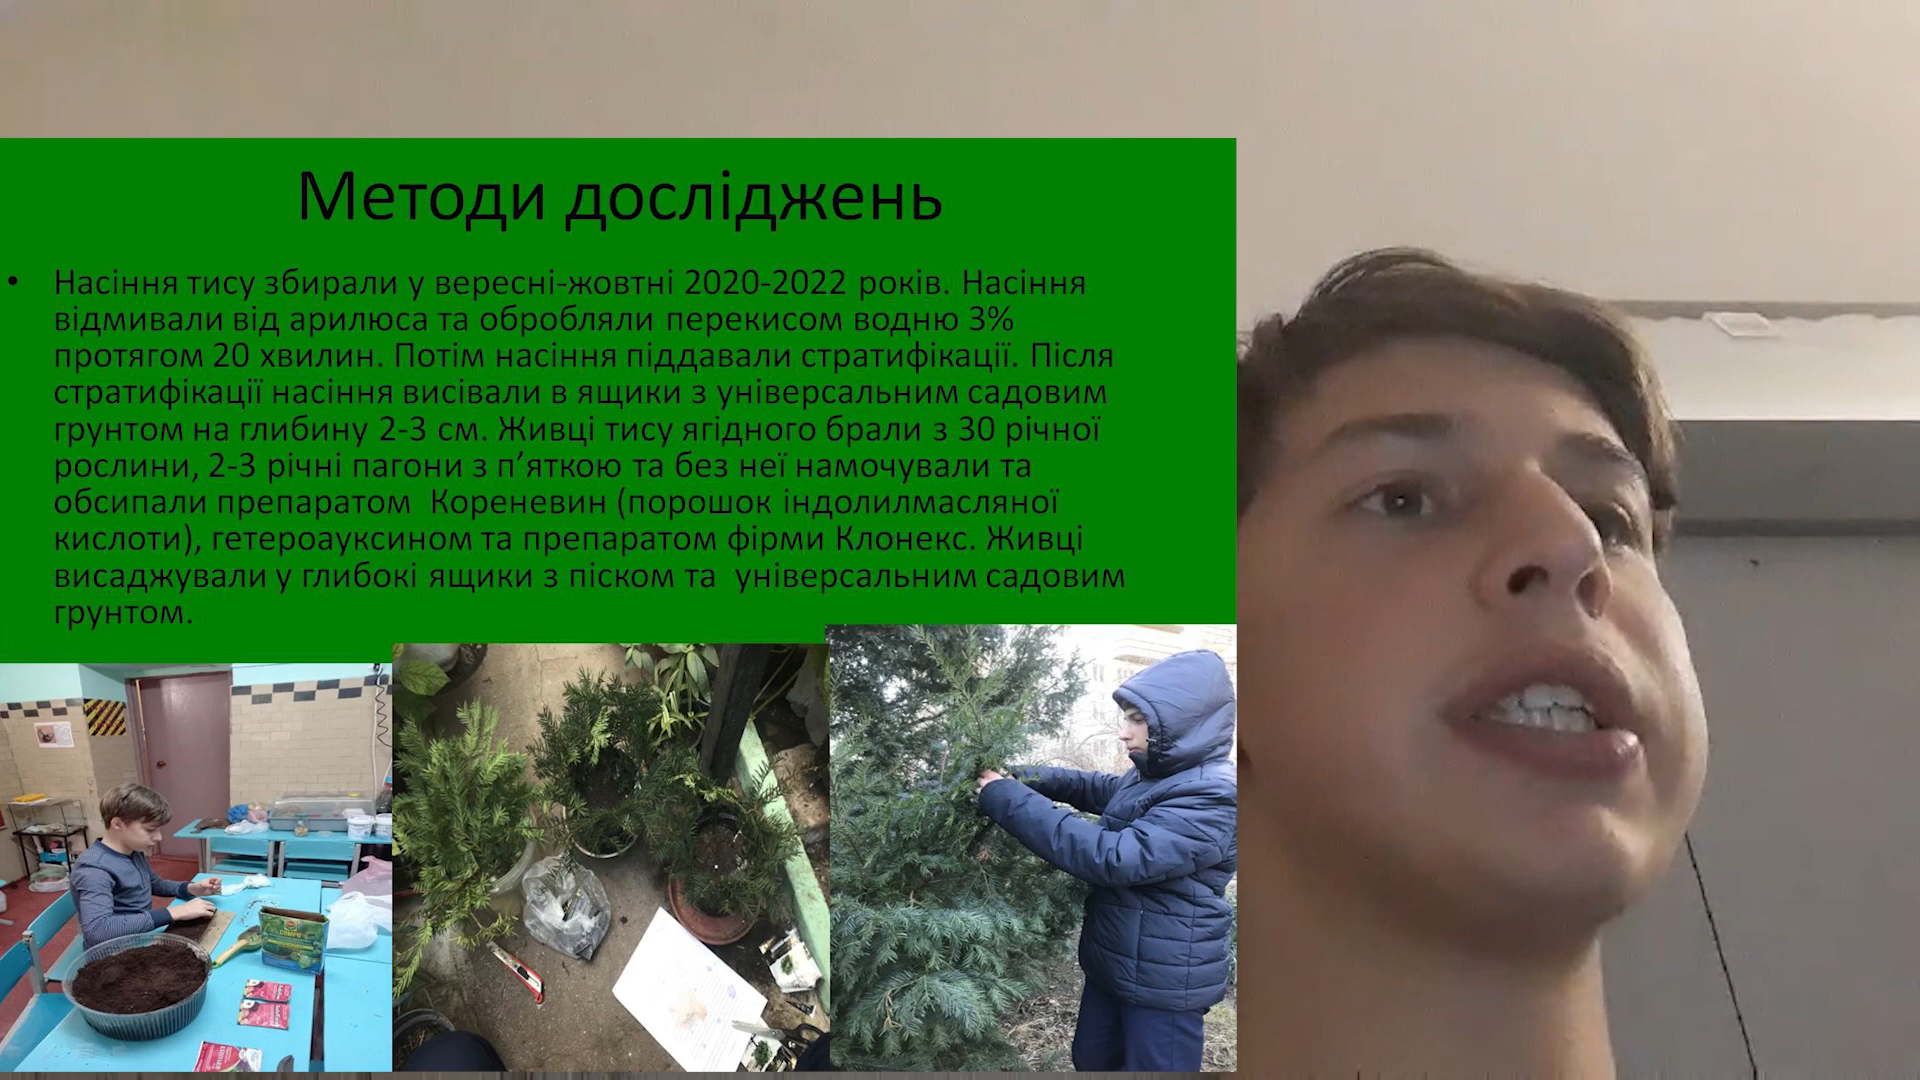 Методи досліджень
• Насіння тису збирали у вересні-жовтні 2020-2022 років. Насіння
відмивали від арилюса та обробляли перекисом водню 3%
протягом 20 хвилин. Потім насіння піддавали стратифікації. Після
стратифікації насіння висівали в ящики з універсальним садовим
грунтом на глибину 2-3 см. Живці тису ягідного брали з 30 річної
рослини, 2-3 річні пагони з п’яткою та без неї намочували та
обсипали препаратом Кореневин (порошок індолилмасляної
кислоти), гетероауксином та препаратом фірми Клонекс. Живці
висаджували у глибокі ящики з піском та універсальним садовим
грунтом.
COMPO